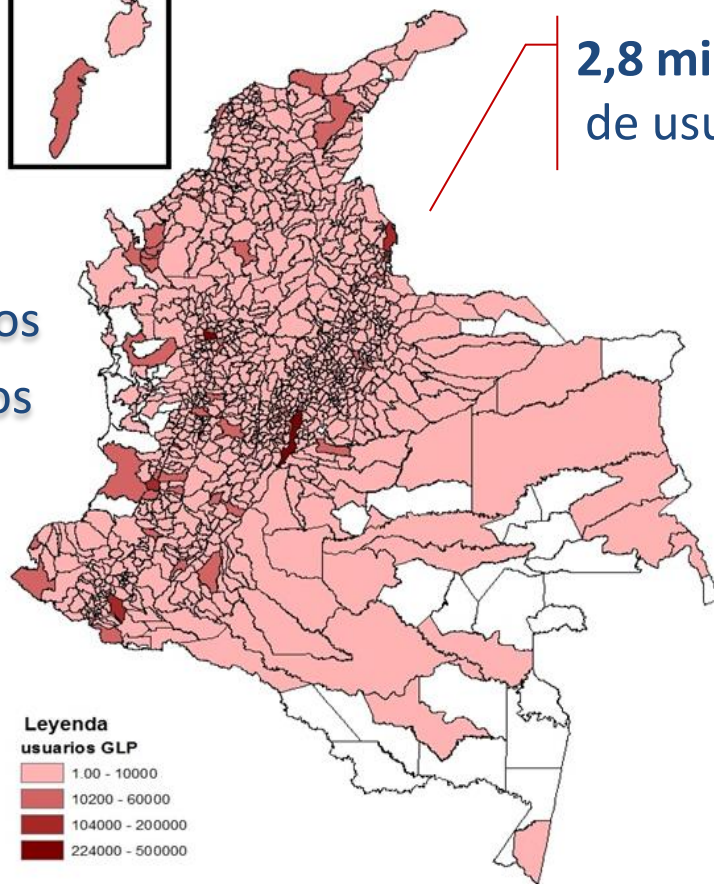 2,8 mi
de usu
os
os
Leyenda
usuarios GLP
1.00 - 10000
10200 - 60000
104000 - 200000
224000 - 500000